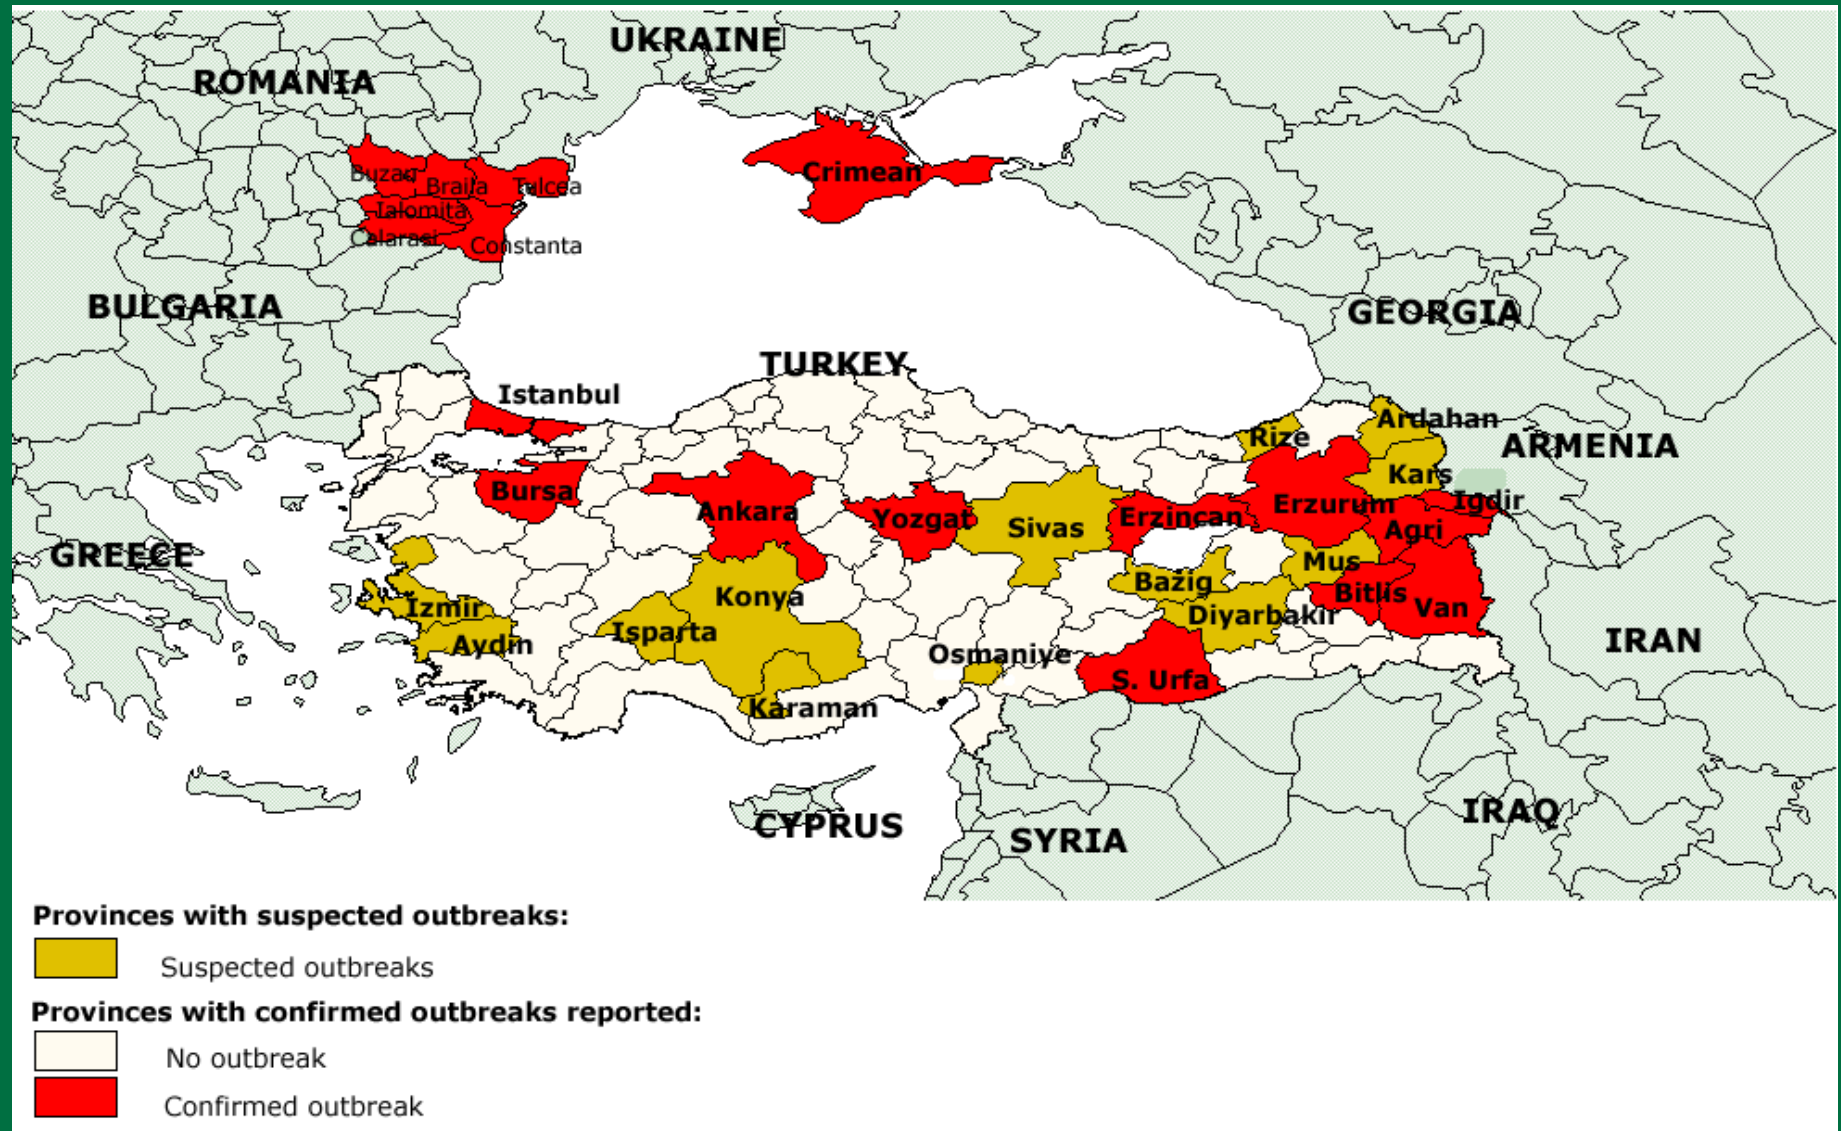 UKRAINE
ROMANIA
Crimean
Buzau
Braila
Tulcea
Ialomita
Calarasi
Constanta
BULGARIA
GEORGIA
TURKEY
Istanbul
Ardahan
Rize
ARMENIA
Kars
Bursa
Igdir
Ankara
Yozgat
Erzincan
Erzurum
Sivas
Agri
GREECE
Mus
Bažig
Konya
Bitlis
Izmir
Van
Diyarbakir
Isparta
Aydin
IRAN
Osmaniye
S. Urfa
Karaman
IRAQ
CYPRUS
SYRIA
Provinces with suspected outbreaks:
Suspected outbreaks
Provinces with confirmed outbreaks reported:
No outbreak
Confirmed outbreak